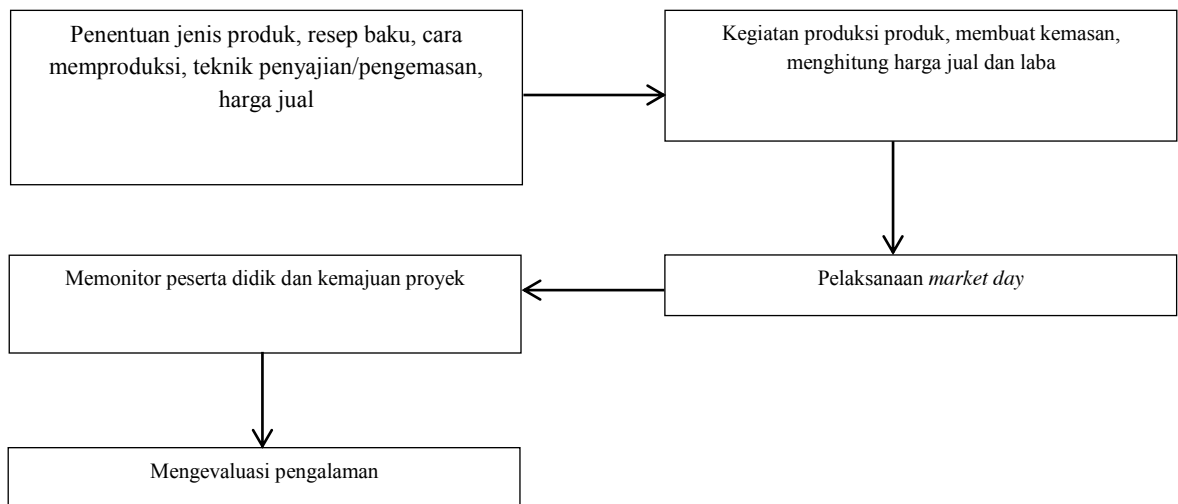 Penentuan jenis produk, resep baku, cara
memproduksi, teknik penyajian/pengemasan,
harga jual
Kegiatan produksi produk, membuat kemasan,
menghitung harga jual dan laba
Pelaksanaan market day
Memonitor peserta didik dan kemajuan proyek
Mengevaluasi pengalaman